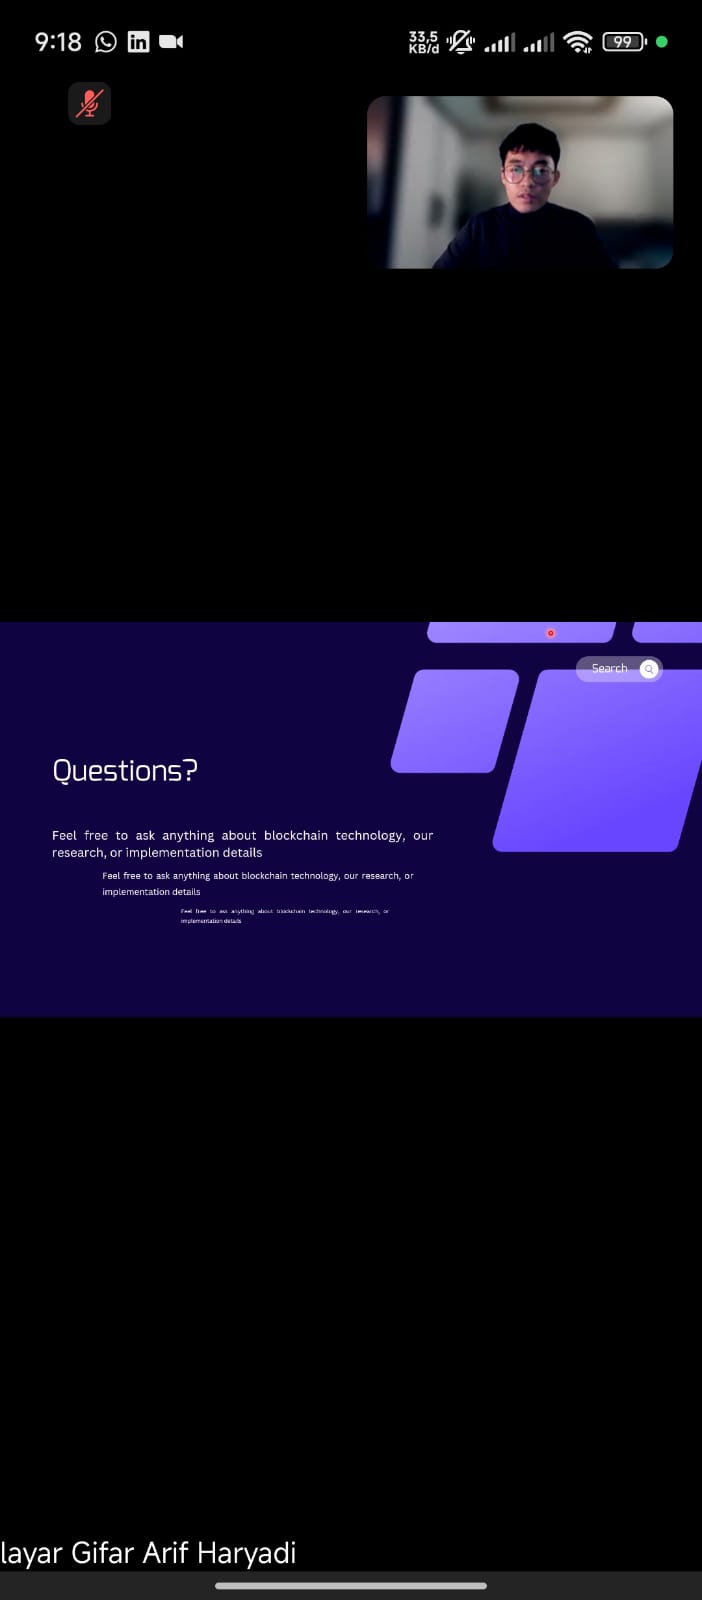 9:18
33,5
KB/d
99
Search
Questions?
Feel free to ask anything about blockchain technology, our
research, or implementation details
Feel free to ask anything about blockchain technology, our research, or
implementation details
Feel free to ask anything about blockchain technology, our research, or
implementation details
layar Gifar Arif Haryadi